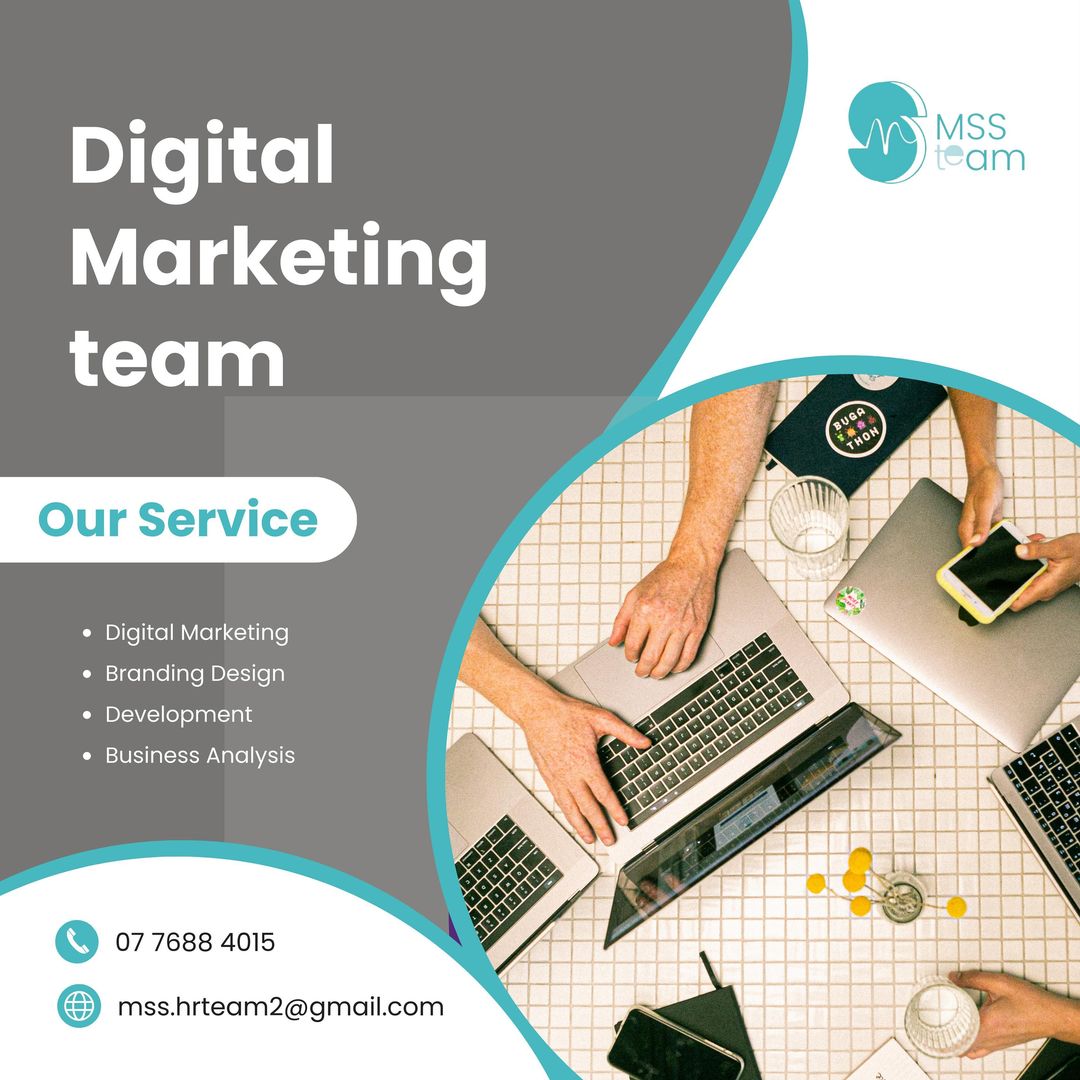 Digital
Marketing
team
MSS
team
Our Service
Digital Marketing
Branding Design
Development
Business Analysis
BUGA
THON
07 7688 4015
mss.hrteam2@gmail.com